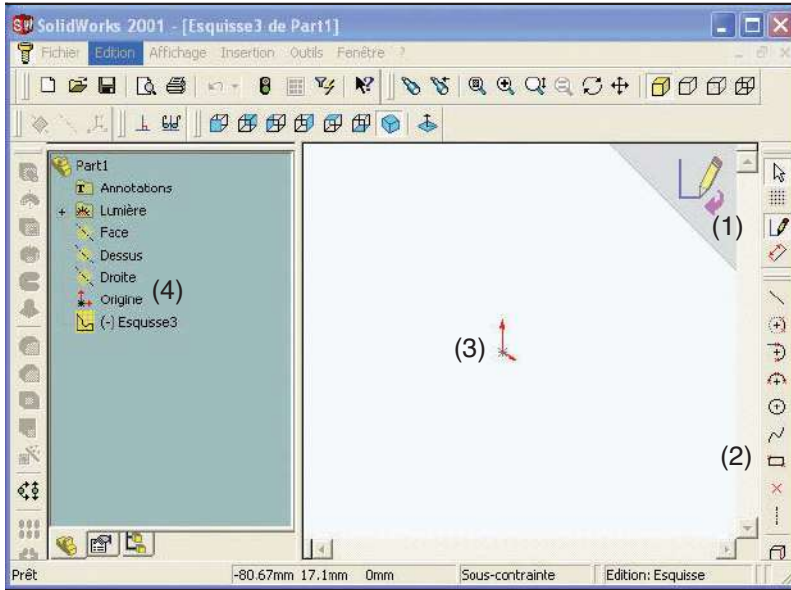 SolidWorks 2001 - [Esquisse3 de Part1]
Fichier Edition Affichage Insertion Outils Fenêtre ?
Part1
Annotations
Lumière
Face
Dessus
Droite
Origine (4)
(-) Esquisse3
(1)
(3)
(2)
Prêt -80.67mm 17.1mm 0mm Sous-contrainte Edition: Esquisse